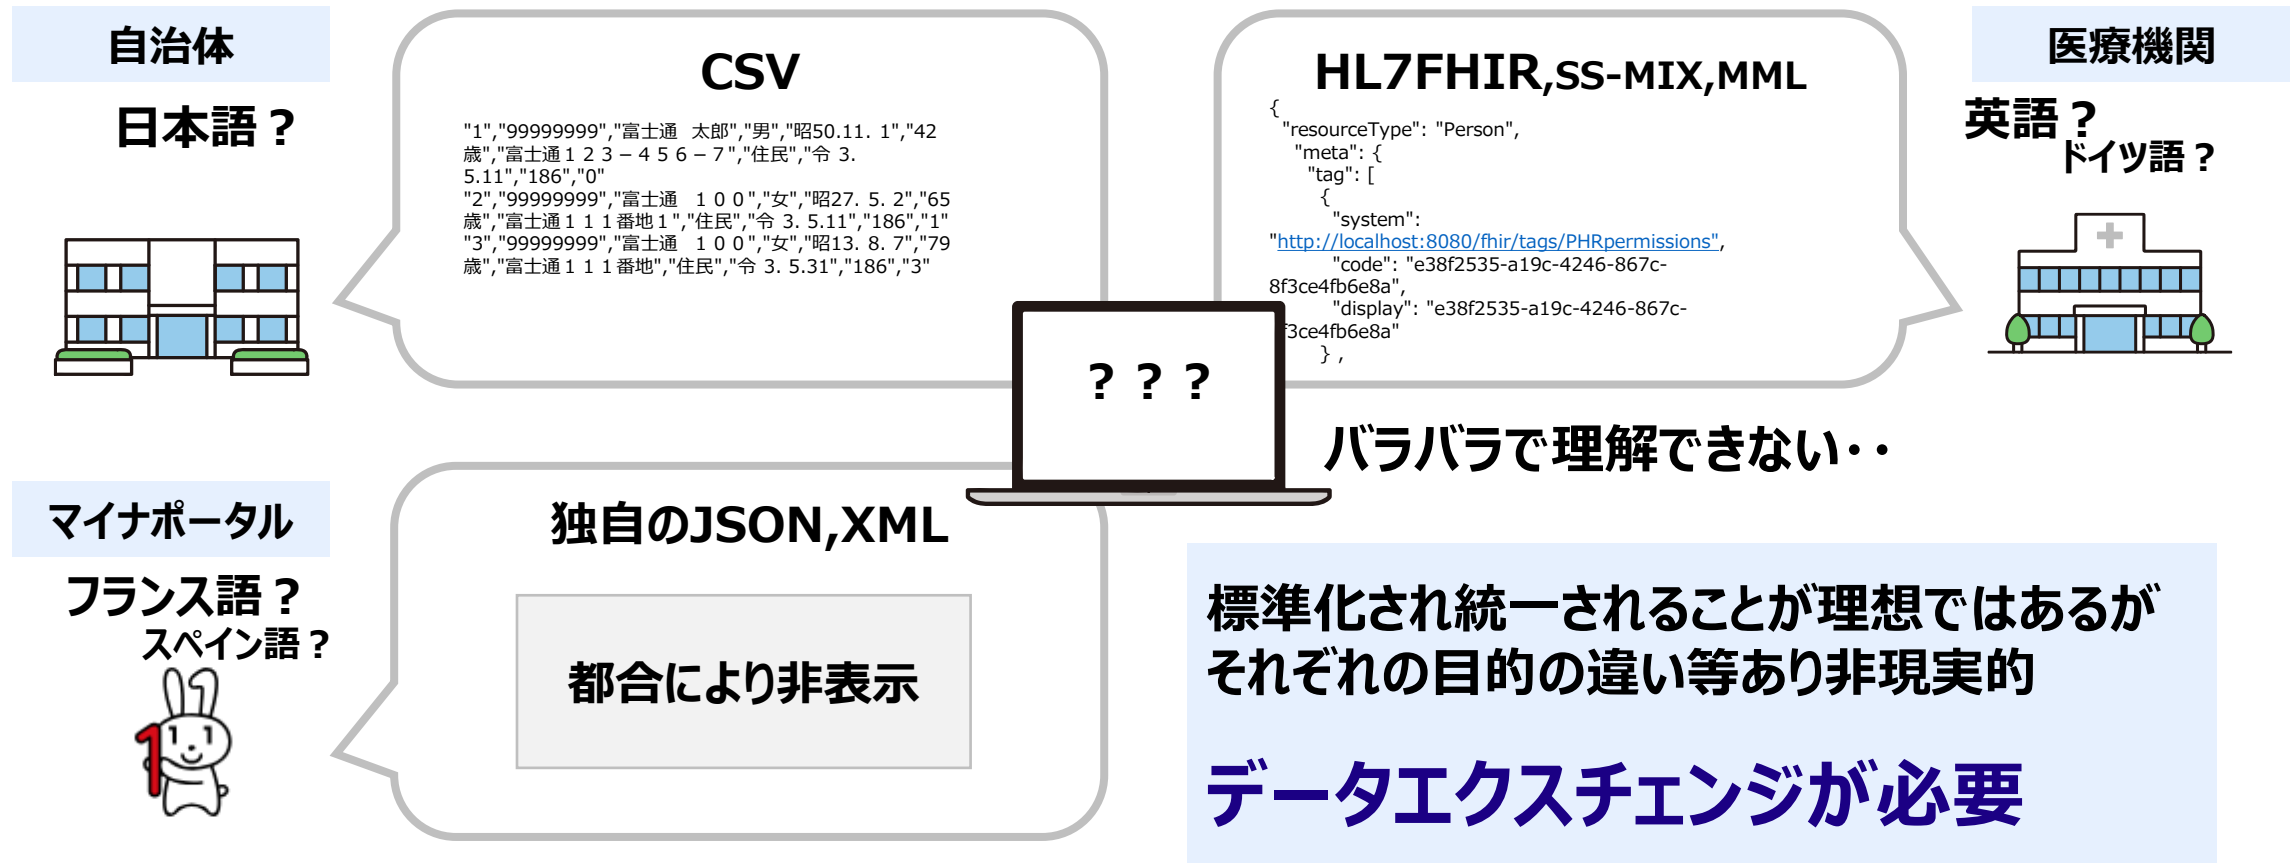 自治体
日本語？
CSV
"1","99999999","富士通　太郎","男","昭50.11. 1","42
歳","富士通１２３－４５６－７","住民","令 3.
5.11","186","0"
"2","99999999","富士通　１００","女","昭27. 5. 2","65
歳","富士通１１１番地１","住民","令 3. 5.11","186","1"
"3","99999999","富士通　１００","女","昭13. 8. 7","79
歳","富士通１１１番地","住民","令 3. 5.31","186","3"
HL7FHIR,SS-MIX,MML
{
"resourceType": "Person",
"meta": {
"tag": [
{
"system":
"http://localhost:8080/fhir/tags/PHRpermissions",
"code": "e38f2535-a19c-4246-867c-
8f3ce4fb6e8a",
"display": "e38f2535-a19c-4246-867c-
f3ce4fb6e8a"
} ,
医療機関
英語？
ドイツ語？
？？？
バラバラで理解できない・・
マイナポータル
フランス語？
スペイン語？
1
独自のJSON,XML
都合により非表示
標準化され統一されることが理想ではあるが
それぞれの目的の違い等あり非現実的
データエクスチェンジが必要